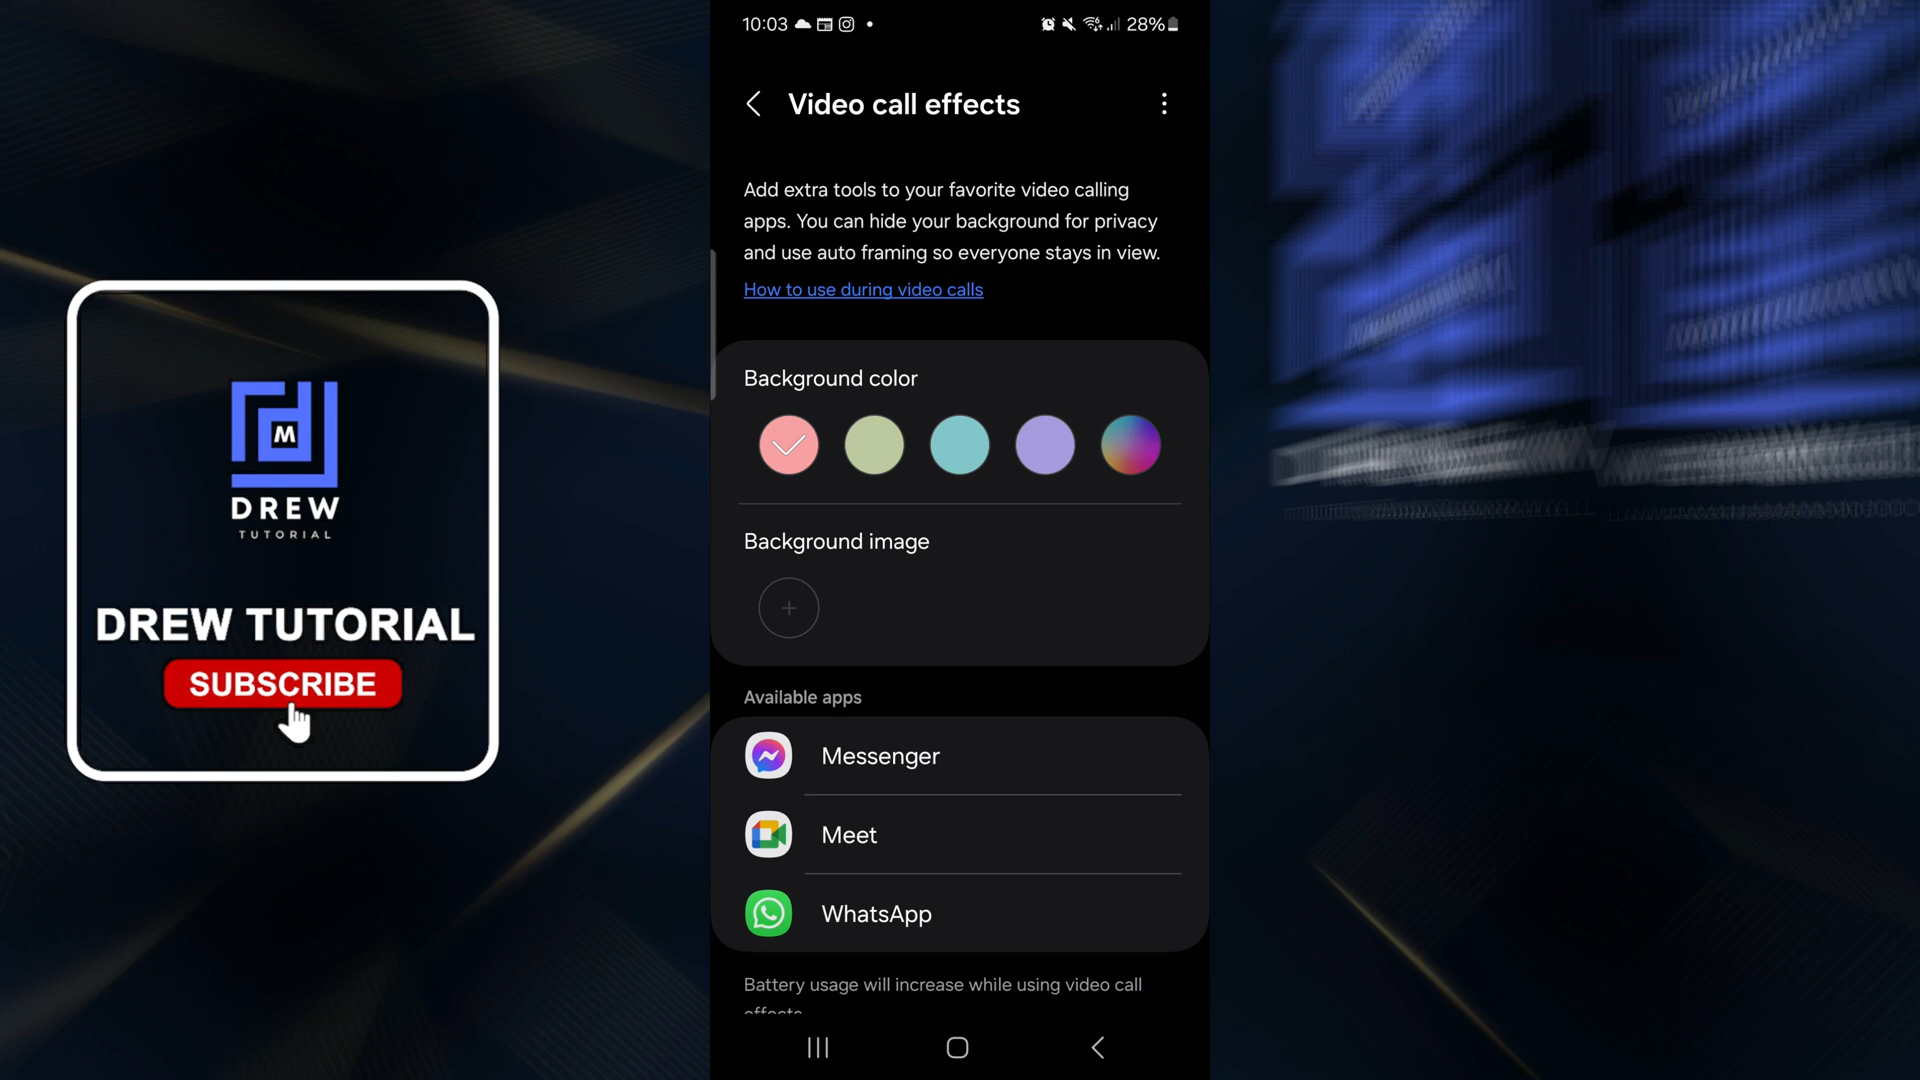 M
DREW
TUTORIAL
DREW TUTORIAL
SUBSCRIBE
10:03
28%
Video call effects
Add extra tools to your favorite video calling
apps. You can hide your background for privacy
and use auto framing so everyone stays in view.
How to use during video calls
Background color
Background image
Available apps
Messenger
Meet
WhatsApp
Battery usage will increase while using video call
effects